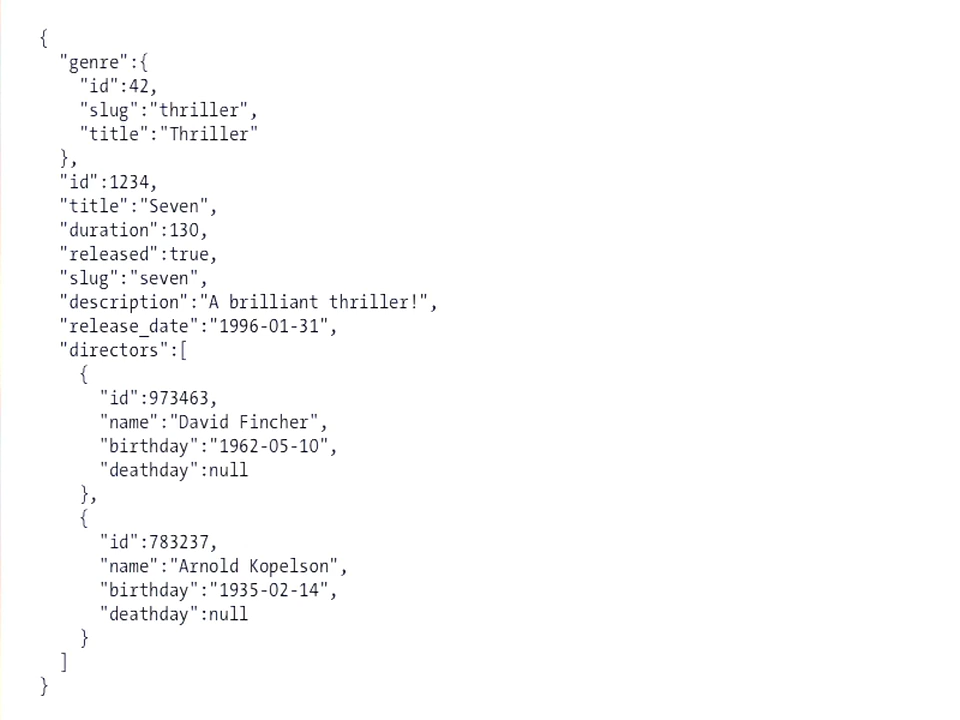 {
  "genre":{
    "id":42,
    "slug":"thriller",
    "title":"Thriller"
  },
  "id":1234,
  "title":"Seven",
  "duration":130,
  "released":true,
  "slug":"seven",
  "description":"A brilliant thriller!",
  "release_date":"1996-01-31",
  "directors":[
    {
      "id":973463,
      "name":"David Fincher",
      "birthday":"1962-05-10",
      "deathday":null
    },
    {
      "id":783237,
      "name":"Arnold Kopelson",
      "birthday":"1935-02-14",
      "deathday":null
    }
  ]
}